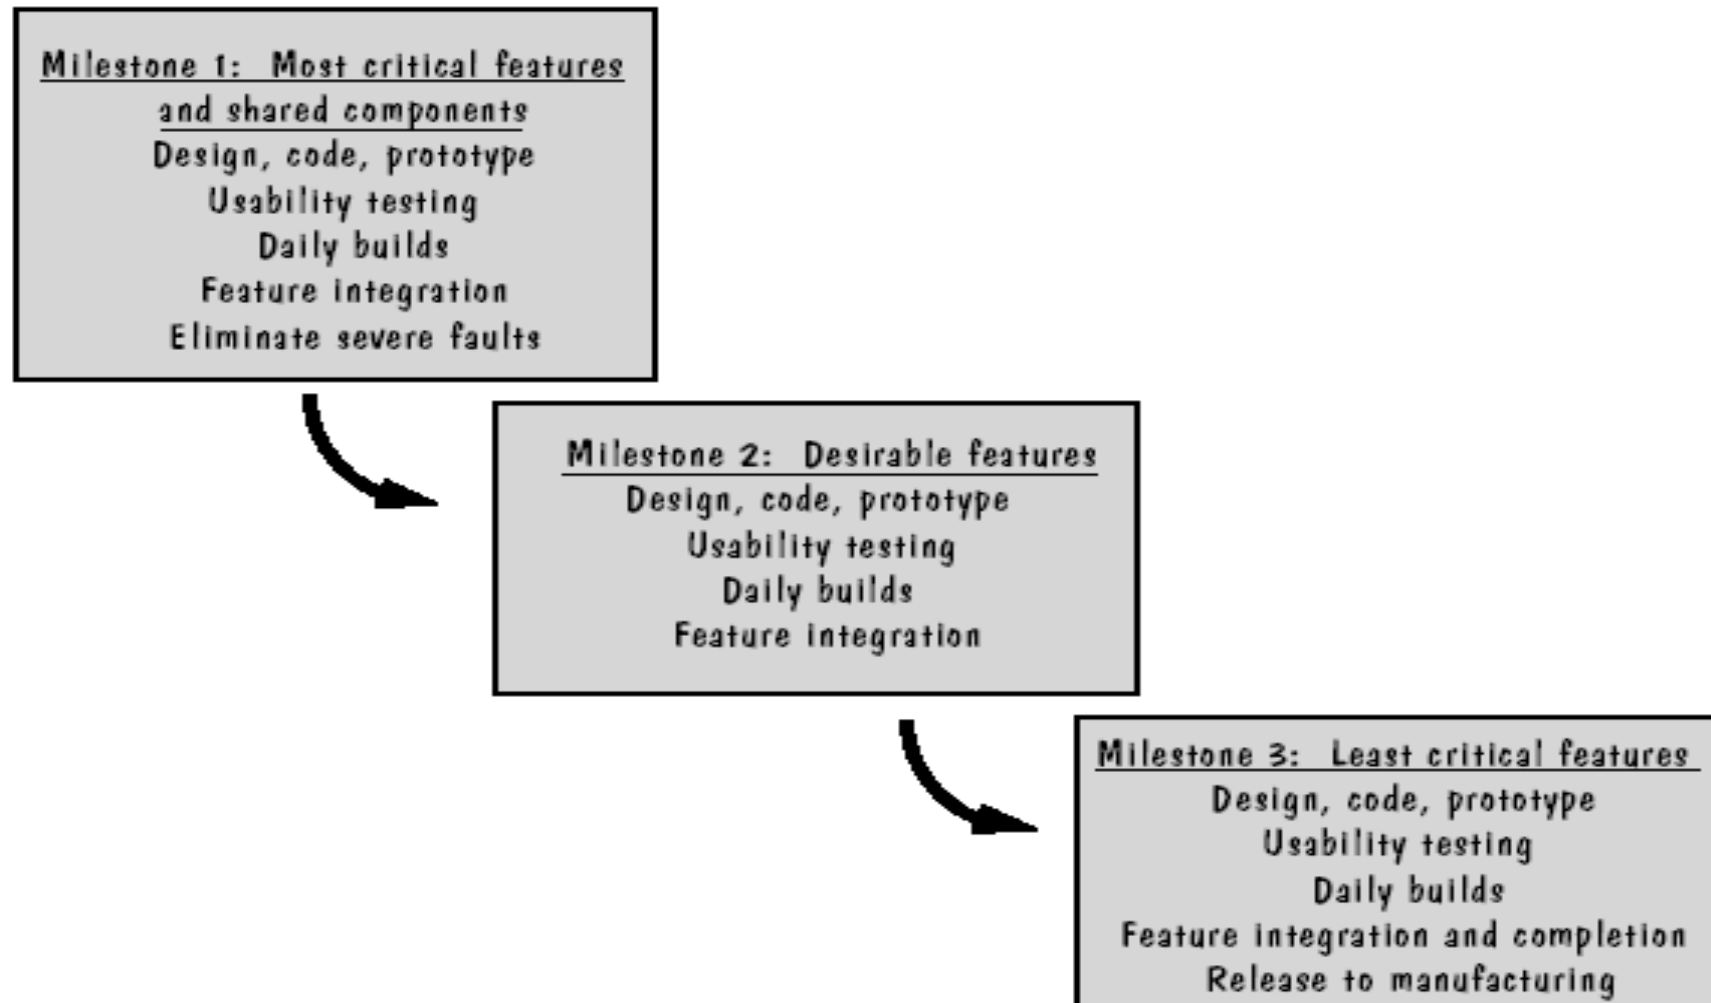 Milestone 1: Most critical features
and shared components
Design, code, prototype
Usability testing
Daily builds
Feature integration
Eliminate severe faults
Milestone 2: Desirable features
Design, code, prototype
Usability testing
Daily builds
Feature integration
Milestone 3: Least critical features
Design, code, prototype
Usability testing
Daily builds
Feature integration and completion
Release to manufacturing